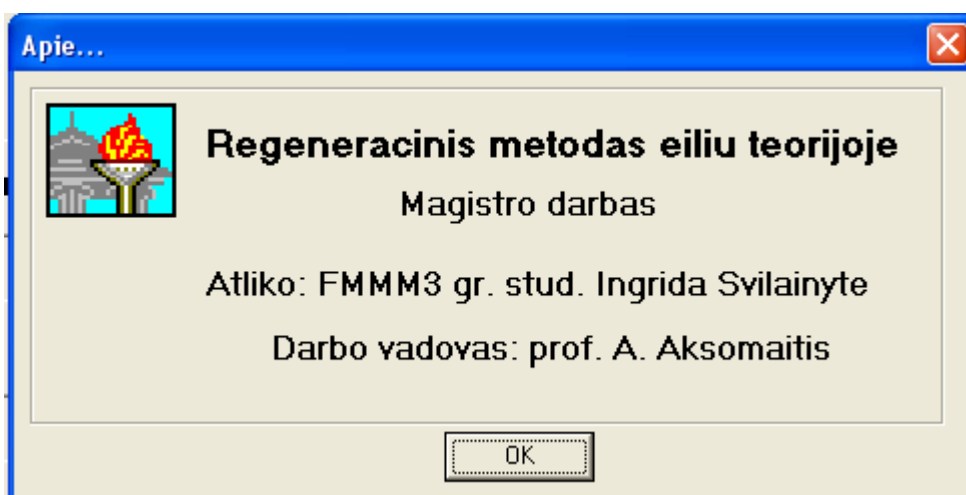 Apie...
Regeneracinis metodas eiliu teorijoje
Magistro darbas
Atliko: FMMM3 gr. stud. Ingrida Svilainyte
Darbo vadovas: prof. A. Aksomaitis
OK